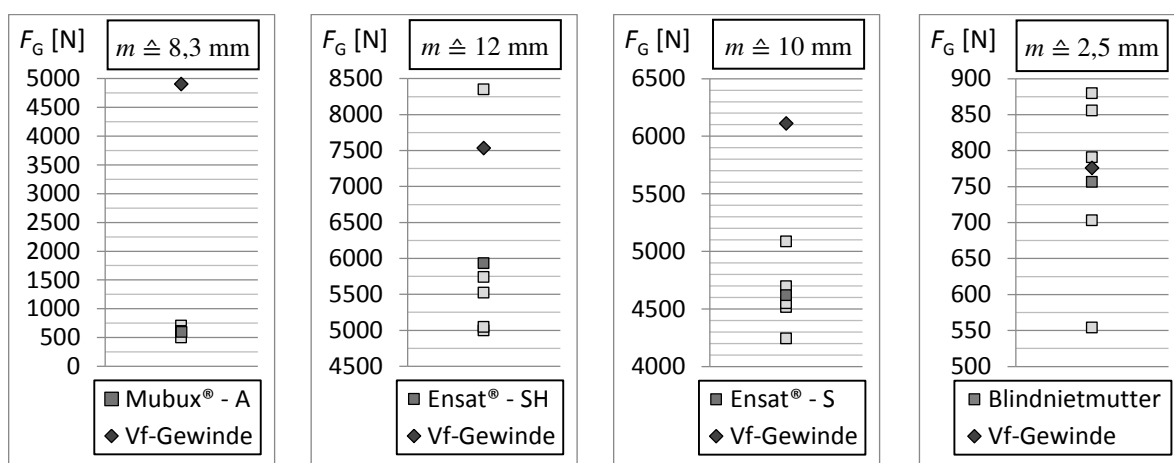 F_G [N]
m ≙ 8,3 mm
5000
4500
4000
3500
3000
2500
2000
1500
1000
500
0
Mubux® - A
Vf-Gewinde
F_G [N]
m ≙ 12 mm
8500
8000
7500
7000
6500
6000
5500
5000
4500
Ensat® - SH
Vf-Gewinde
F_G [N]
m ≙ 10 mm
6500
6000
5500
5000
4500
4000
Ensat® - S
Vf-Gewinde
F_G [N]
m ≙ 2,5 mm
900
850
800
750
700
650
600
550
500
Blindnietmutter
Vf-Gewinde